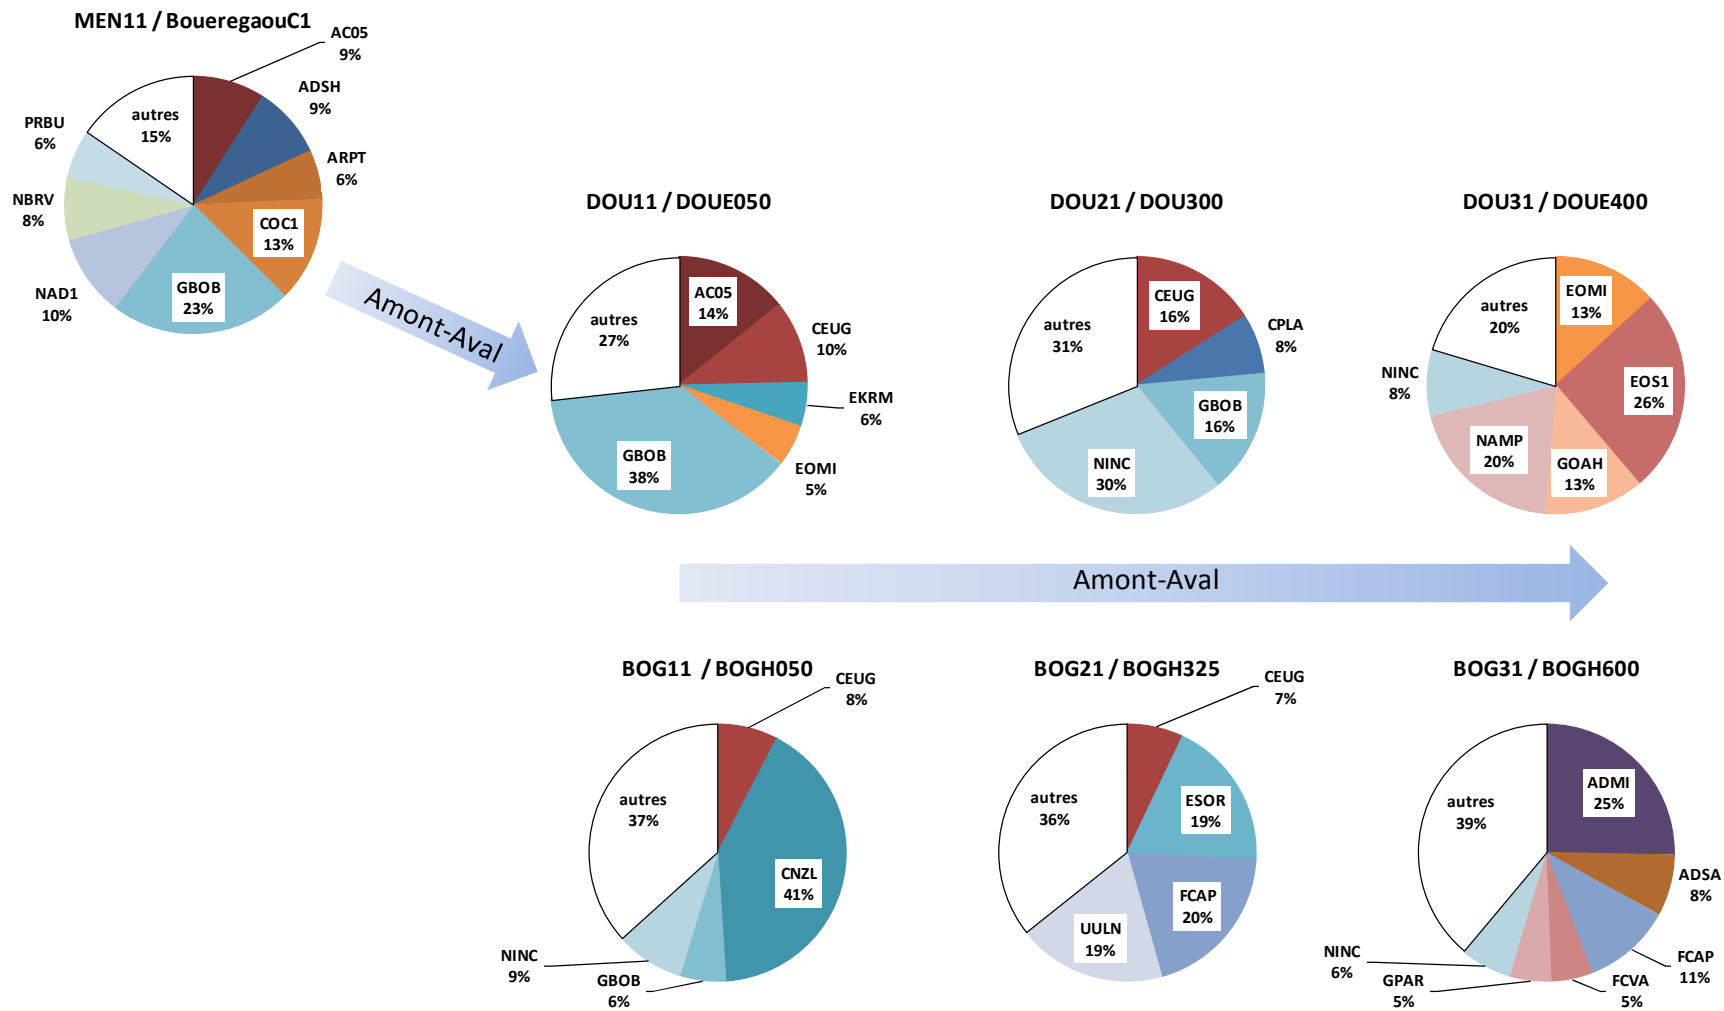 MEN11 / BoueregaouC1
AC05
9%
ADSH
9%
ARPT
6%
COC1
13%
GBOB
23%
NAD1
10%
NBRV
8%
PRBU
6%
autres
15%
Amont-Aval
DOU11 / DOUE050
AC05
14%
CEUG
10%
EKRM
6%
EOMI
5%
GBOB
38%
autres
27%
DOU21 / DOU300
CEUG
16%
CPLA
8%
GBOB
16%
NINC
30%
autres
31%
DOU31 / DOUE400
EOMI
13%
EOS1
26%
GOAH
13%
NAMP
20%
NINC
8%
autres
20%
Amont-Aval
BOG11 / BOGH050
CEUG
8%
CNZL
41%
GBOB
6%
NINC
9%
autres
37%
BOG21 / BOGH325
CEUG
7%
ESOR
19%
FCAP
20%
UULN
19%
autres
36%
BOG31 / BOGH600
ADMI
25%
ADSA
8%
FCAP
11%
FCVA
5%
GPAR
5%
NINC
6%
autres
39%